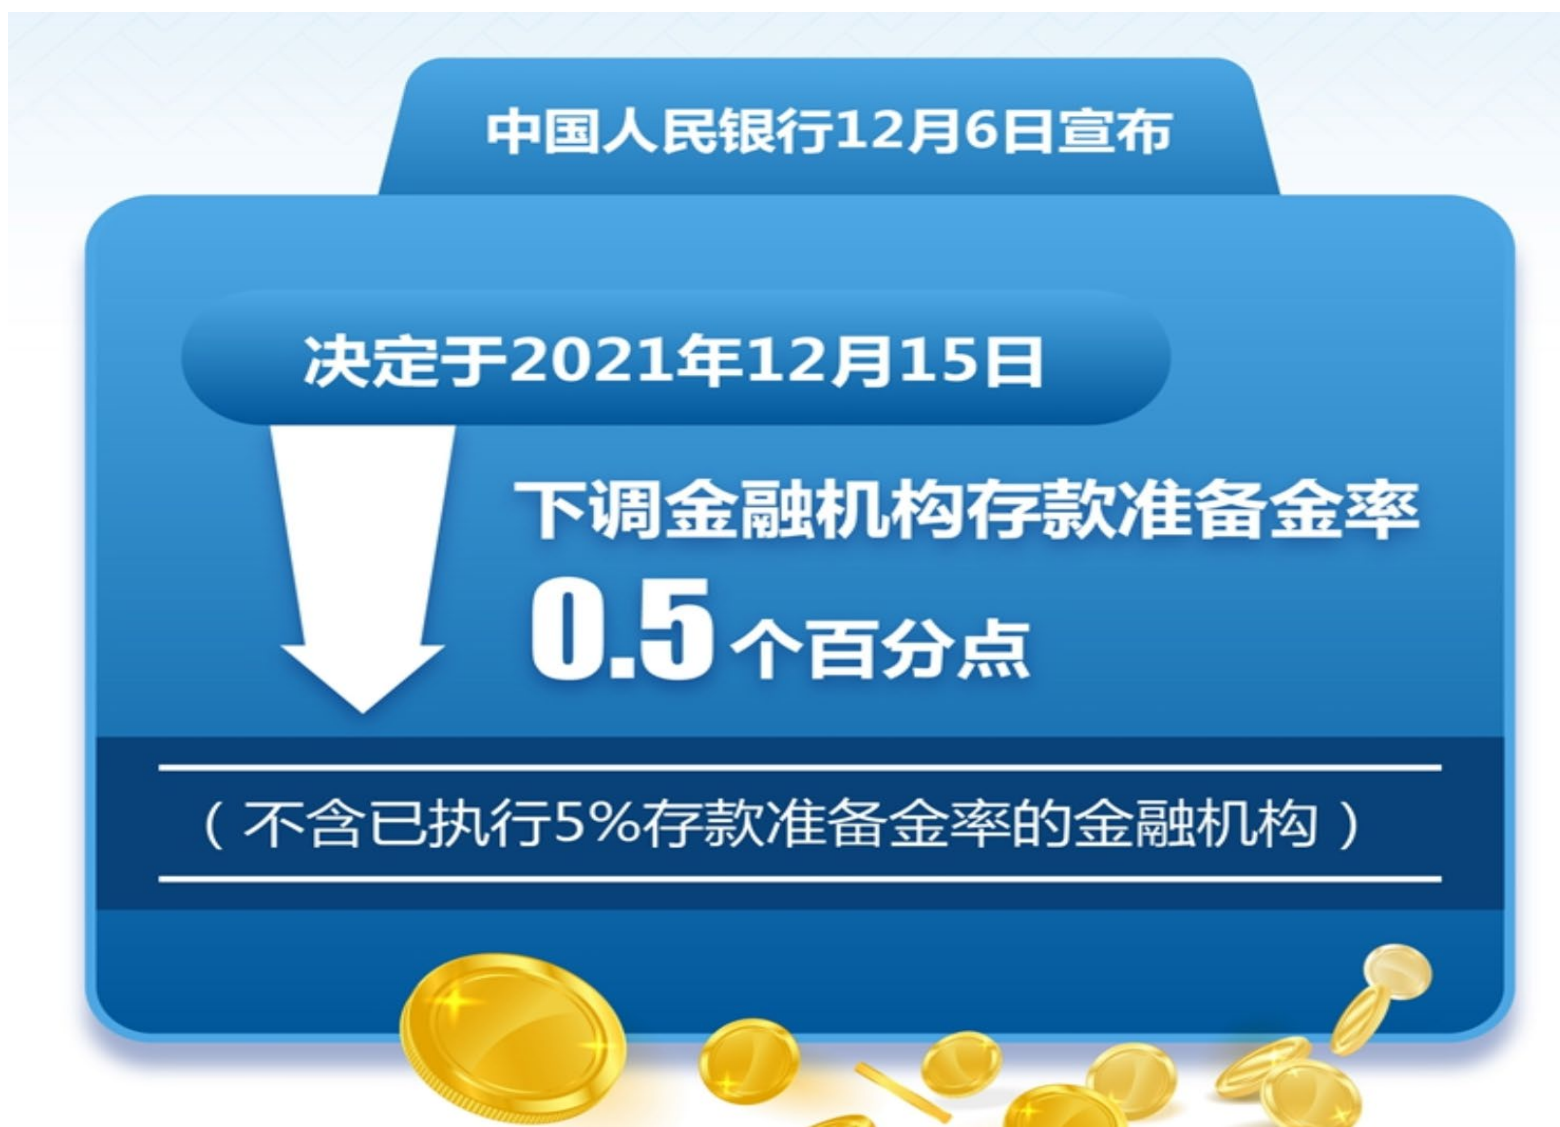 中国人民银行12月6日宣布
决定于2021年12月15日
下调金融机构存款准备金率
0.5个百分点
（不含已执行5%存款准备金率的金融机构）